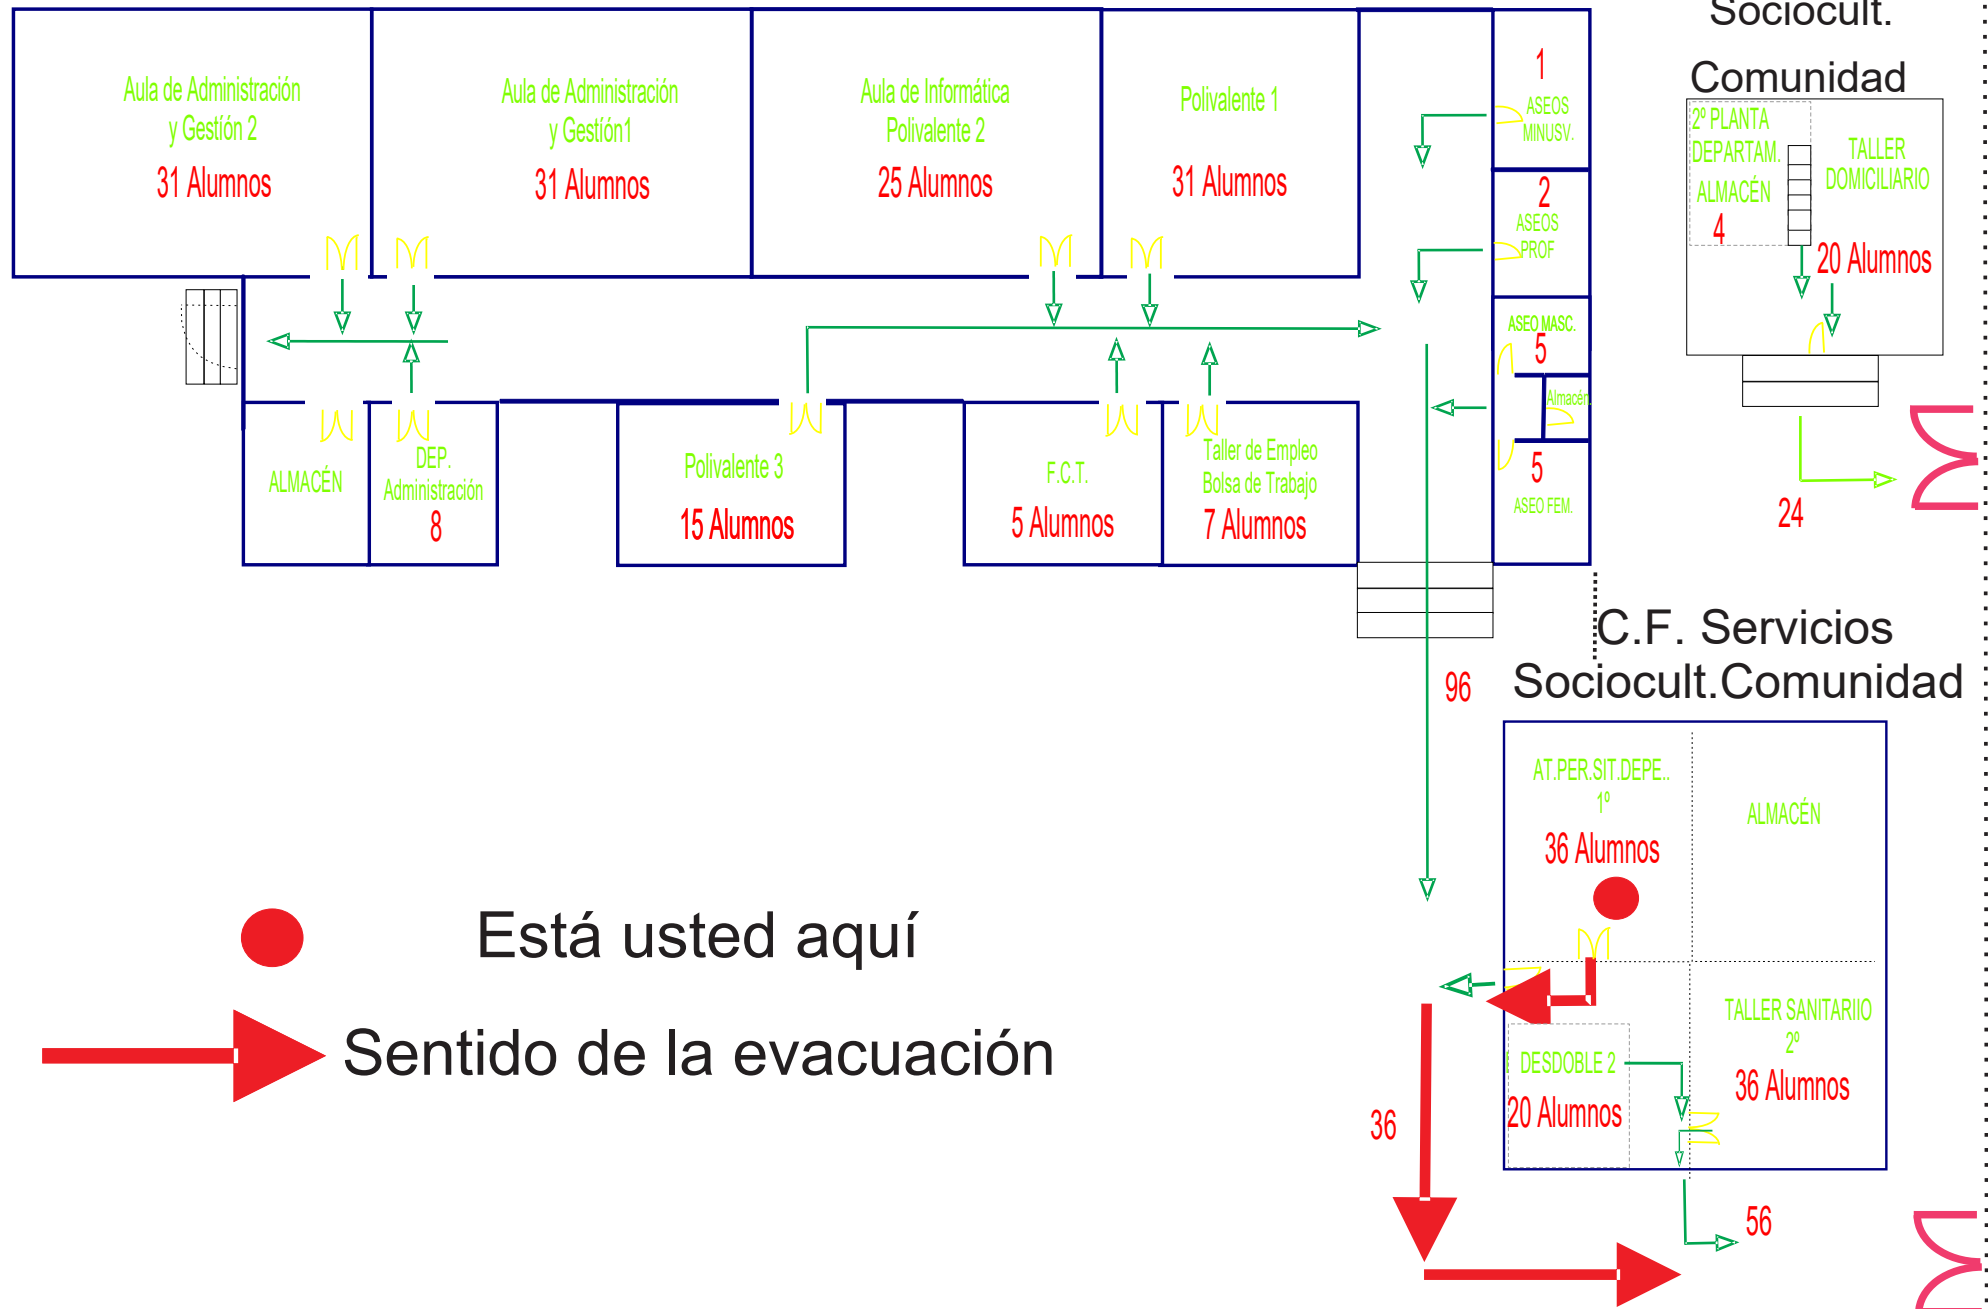 Aula de Administración
y Gestión 2
31 Alumnos
Aula de Administración
y Gestión1
31 Alumnos
Aula de Informática
Polivalente 2
25 Alumnos
Polivalente 1
31 Alumnos
1
ASEOS
MINUSV.
2
ASEOS
PROF
ASEO MASC.
5
Almacén.
5
ASEO FEM.
Sociocult.
Comunidad
2º PLANTA
DEPARTAM.
ALMACÉN
4
TALLER
DOMICILIARIO
20 Alumnos
24
ALMACÉN
DEP.
Administración
8
Polivalente 3
15 Alumnos
F.C.T.
5 Alumnos
Taller de Empleo
Bolsa de Trabajo
7 Alumnos
96
C.F. Servicios
Sociocult.Comunidad
AT.PER.SIT.DEPE..
1º
36 Alumnos
ALMACÉN
Está usted aquí
Sentido de la evacuación
TALLER SANITARIIO
2º
36 Alumnos
DESDOBLE 2
20 Alumnos
36
56